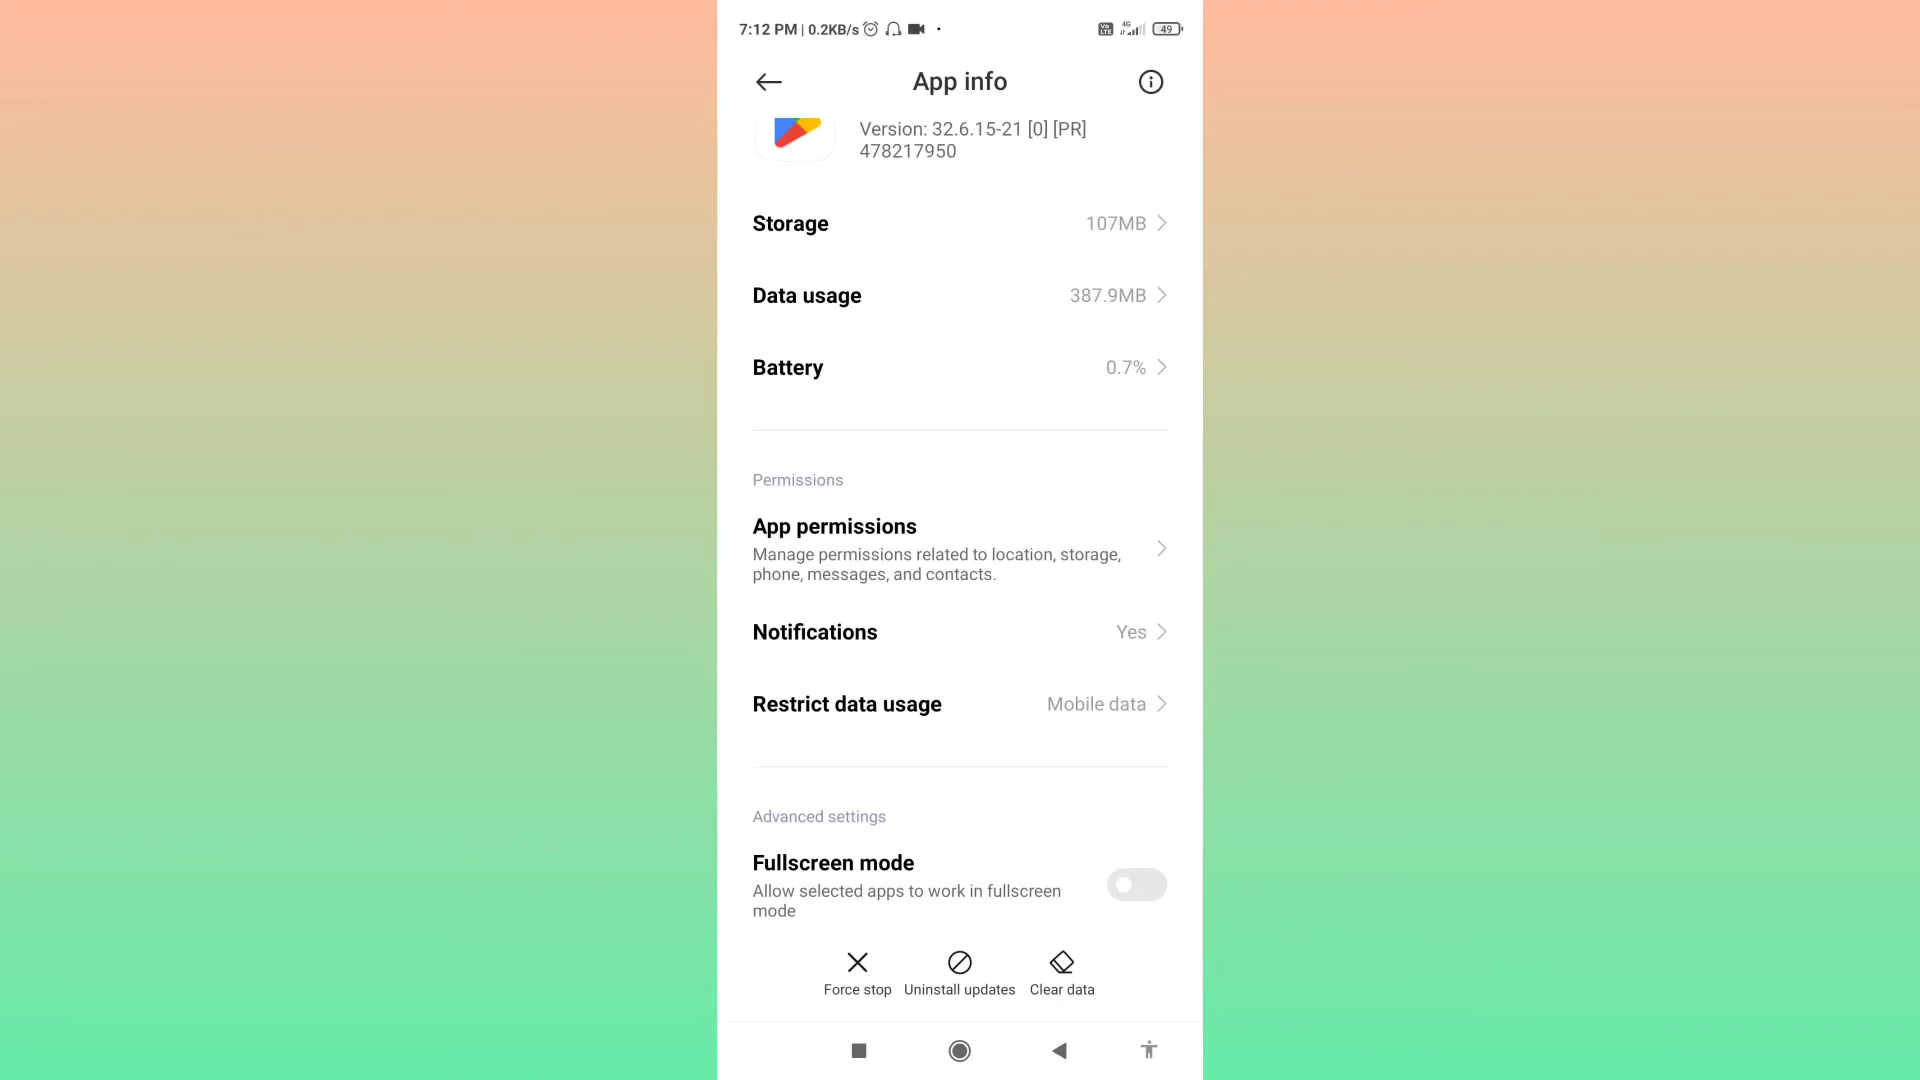 7:12 PM | 0.2KB/s
Vo LTE 4G 49
App info
Version: 32.6.15-21 [0] [PR]
478217950
Storage 107MB
Data usage 387.9MB
Battery 0.7%
Permissions
App permissions
Manage permissions related to location, storage,
phone, messages, and contacts.
Notifications Yes
Restrict data usage Mobile data
Advanced settings
Fullscreen mode
Allow selected apps to work in fullscreen
mode
Force stop Uninstall updates Clear data